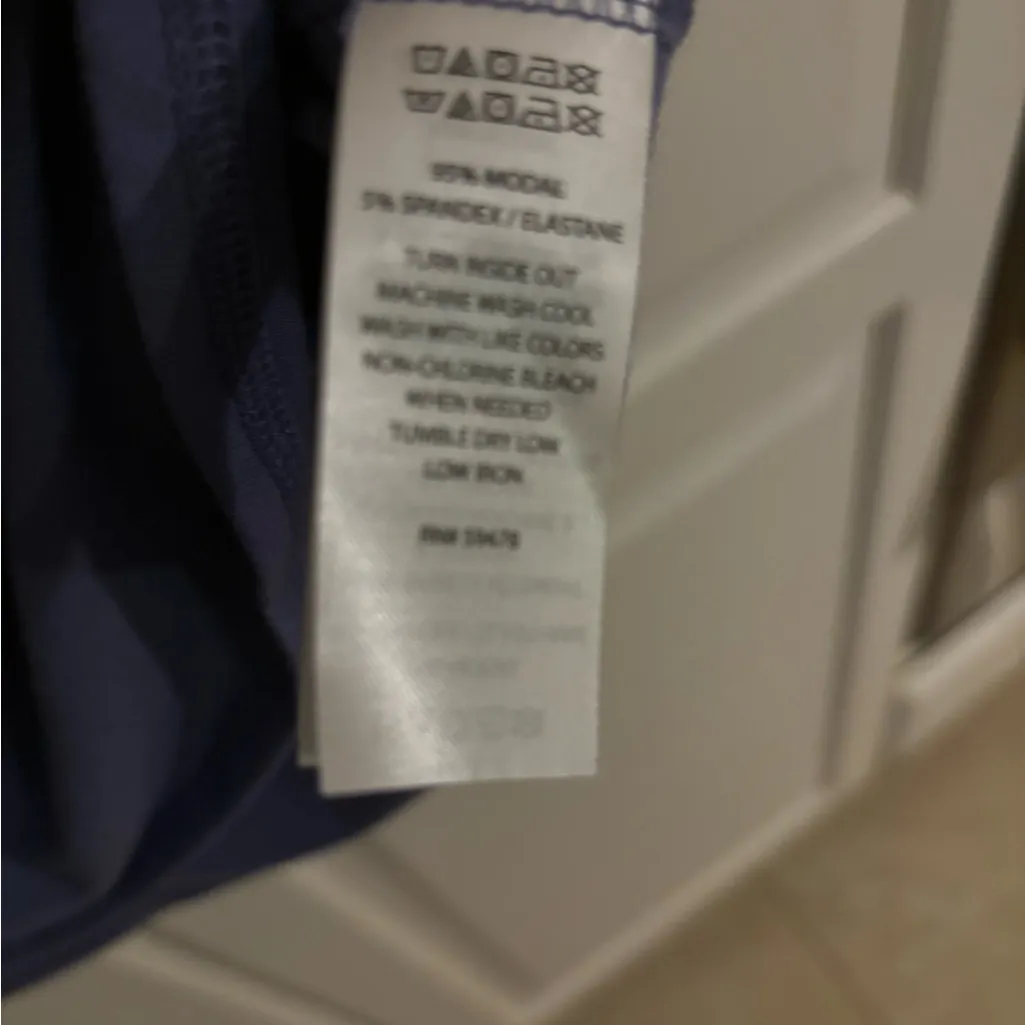 95% MODAL
5% SPANDEX / ELASTANE
TURN INSIDE OUT
MACHINE WASH COOL
WASH WITH LIKE COLORS
NON-CHLORINE BLEACH
WHEN NEEDED
TUMBLE DRY LOW
LOW IRON
RN#